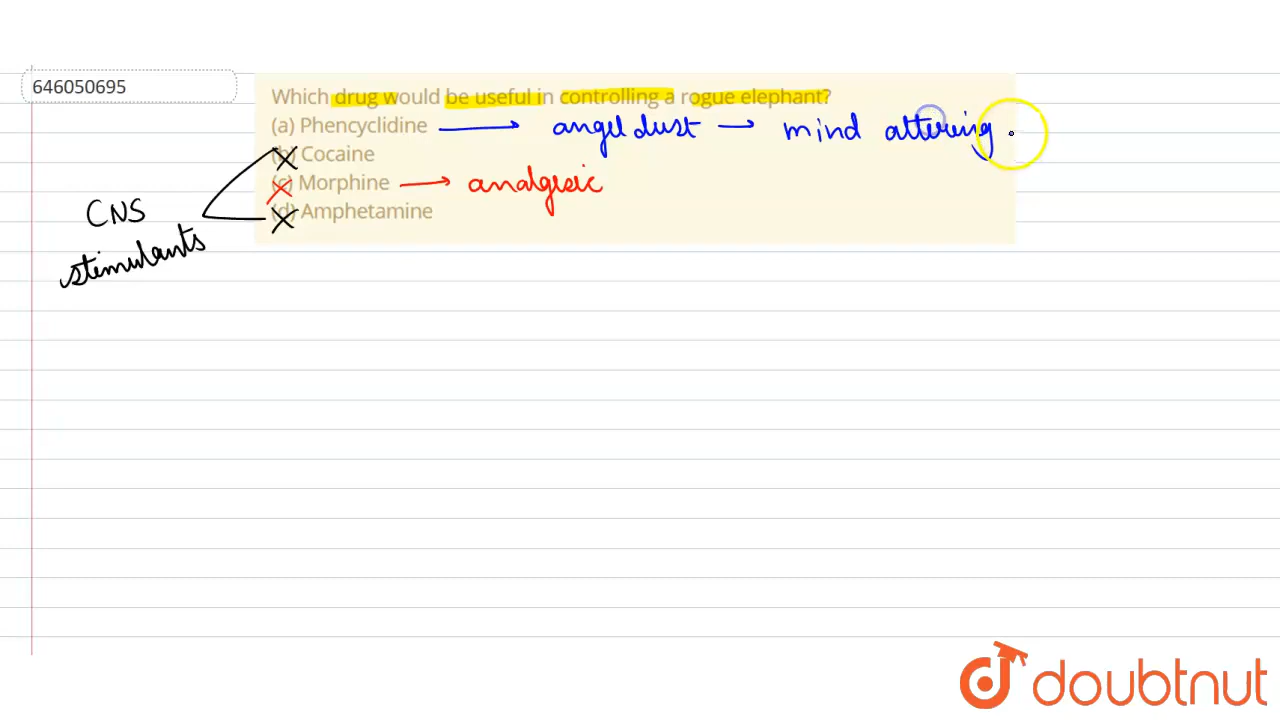 646050695
Which drug would be useful in controlling a rogue elephant?
(a) Phencyclidine → angel dust → mind altering .
(b) Cocaine
(c) Morphine → analgesic
(d) Amphetamine
CNS
stimulants
doubtnut